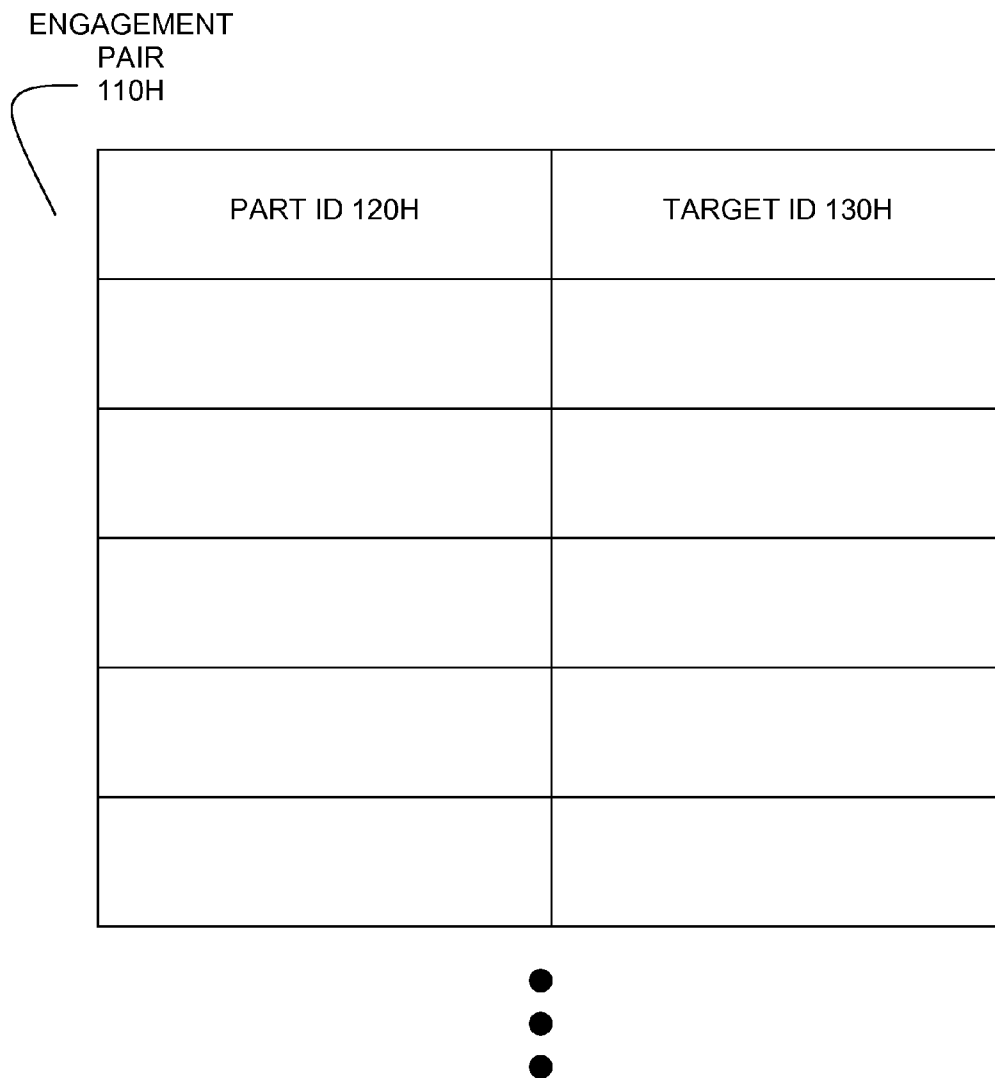 ENGAGEMENT
PAIR
110H
PART ID 120H
TARGET ID 130H